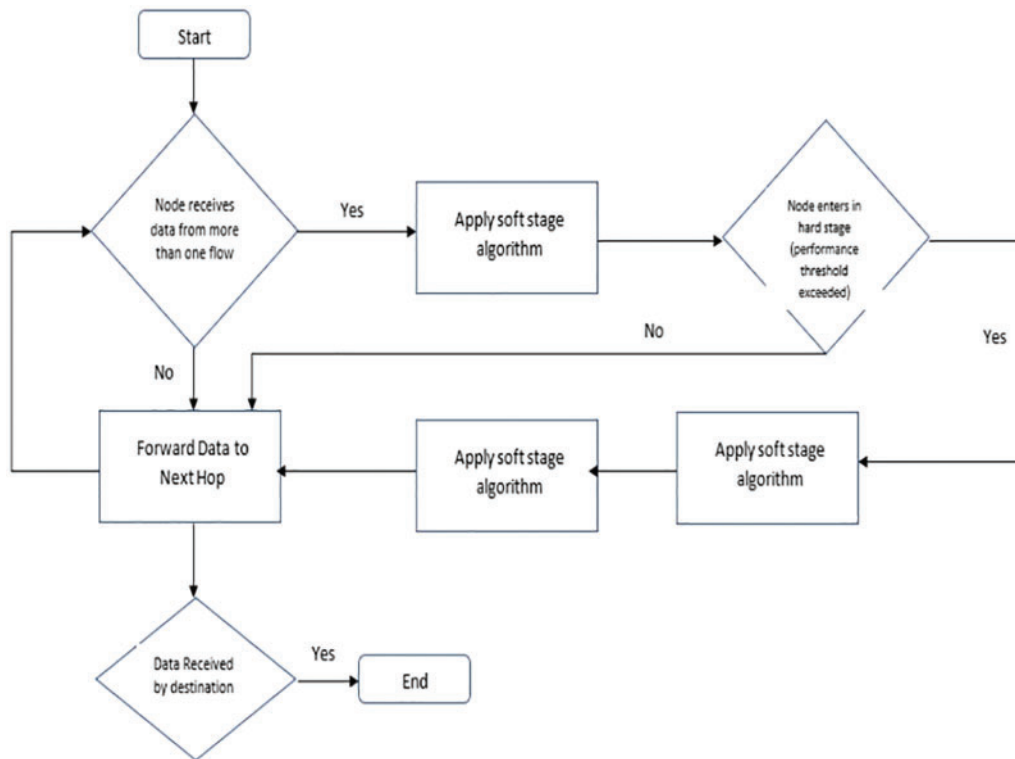 Start
Node receives
data from more
than one flow
Yes
Apply soft stage
algorithm
Node enters in
hard stage
(performance
threshold
exceeded)
No
Yes
No
Forward Data to
Next Hop
Apply soft stage
algorithm
Apply soft stage
algorithm
Data Received
by destination
Yes
End